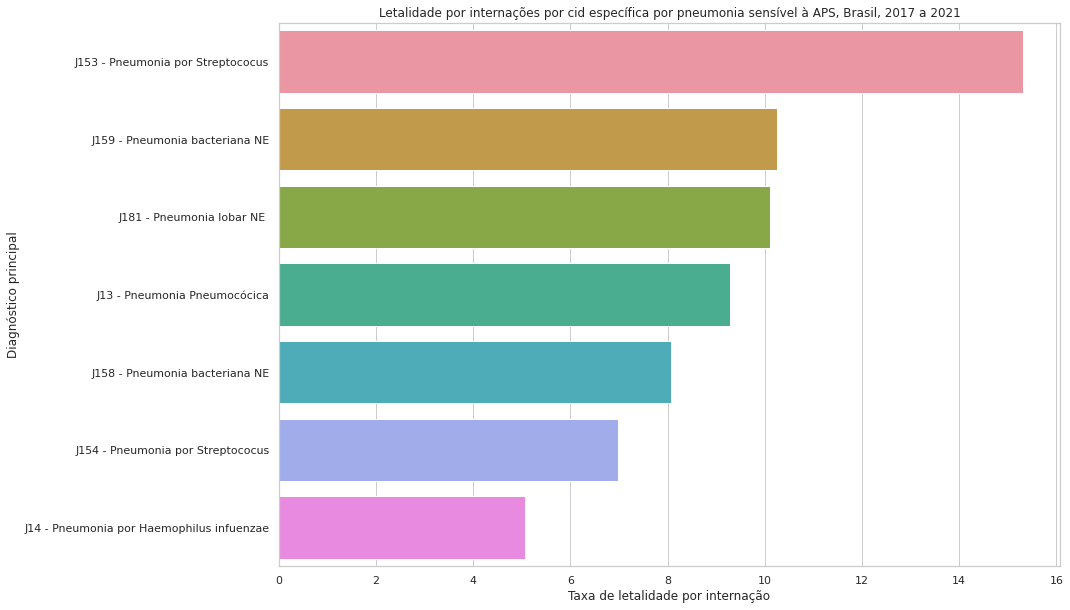 Letalidade por internações por cid específica por pneumonia sensível à APS, Brasil, 2017 a 2021
Diagnóstico principal
J153 - Pneumonia por Streptococus
J159 - Pneumonia bacteriana NE
J181 - Pneumonia lobar NE
J13 - Pneumonia Pneumocócica
J158 - Pneumonia bacteriana NE
J154 - Pneumonia por Streptococus
J14 - Pneumonia por Haemophilus infuenzae
0 2 4 6 8 10 12 14 16
Taxa de letalidade por internação